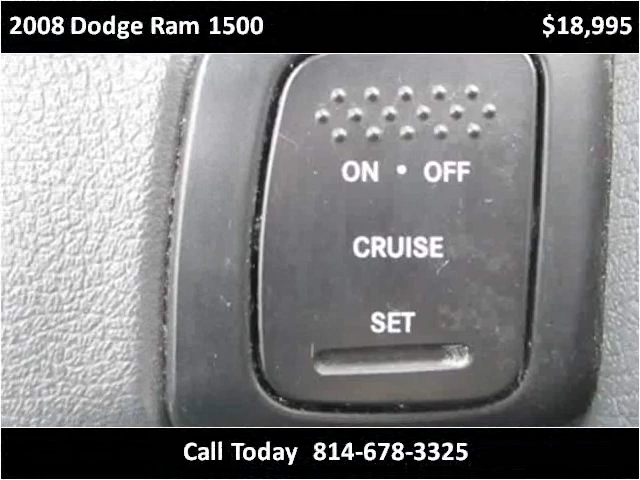 2008 Dodge Ram 1500 $18,995
ON • OFF
CRUISE
SET
Call Today 814-678-3325